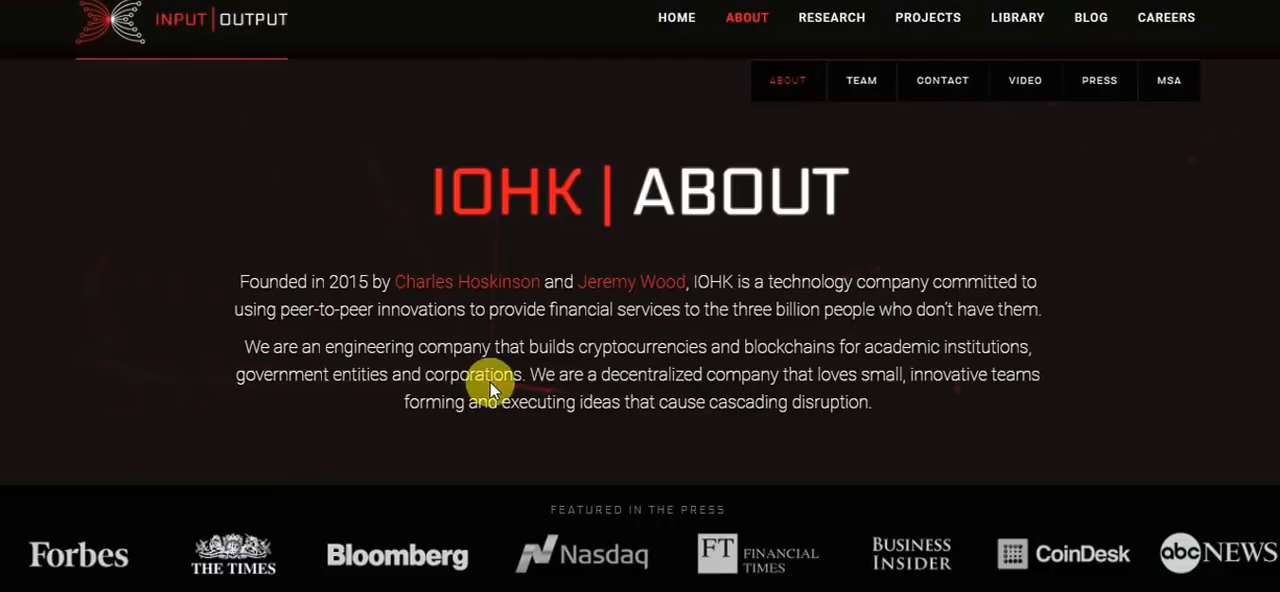 INPUT | OUTPUT
HOME ABOUT RESEARCH PROJECTS LIBRARY BLOG CAREERS
ABOUT TEAM CONTACT VIDEO PRESS MSA
IOHK | ABOUT
Founded in 2015 by Charles Hoskinson and Jeremy Wood, IOHK is a technology company committed to
using peer-to-peer innovations to provide financial services to the three billion people who don't have them.
We are an engineering company that builds cryptocurrencies and blockchains for academic institutions,
government entities and corporations. We are a decentralized company that loves small, innovative teams
forming and executing ideas that cause cascading disruption.
FEATURED IN THE PRESS
Forbes THE TIMES Bloomberg Nasdaq FT FINANCIAL TIMES BUSINESS INSIDER CoinDesk abc NEWS